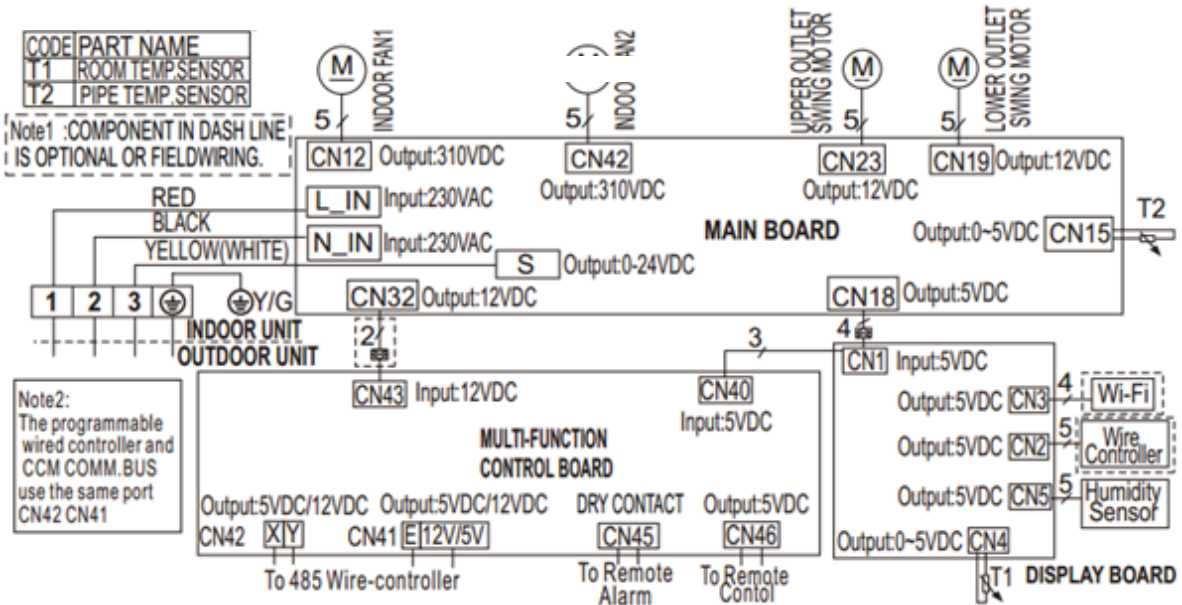 CODE PART NAME
T1 ROOM TEMP.SENSOR
T2 PIPE TEMP.SENSOR
Note1 :COMPONENT IN DASH LINE
IS OPTIONAL OR FIELDWIRING.
M
INDOOR FAN1
5
AN2
INDOO
5
UPPER OUTLET
SWING MOTOR
M
5
M
LOWER OUTLET
SWING MOTOR
5
CN12 Output:310VDC
CN42
Output:310VDC
CN23
Output:12VDC
CN19 Output:12VDC
RED
L_IN Input:230VAC
BLACK
N_IN Input:230VAC
YELLOW(WHITE)
S Output:0-24VDC
MAIN BOARD
Output:0~5VDC CN15
T2
1 2 3
Y/G
INDOOR UNIT
OUTDOOR UNIT
CN32 Output:12VDC
CN18 Output:5VDC
2
4
3
Note2:
The programmable
wired controller and
CCM COMM.BUS
use the same port
CN42 CN41
CN43 Input:12VDC
CN40
Input:5VDC
MULTI-FUNCTION
CONTROL BOARD
Output:5VDC/12VDC
CN42 X Y
Output:5VDC/12VDC
CN41 E 12V/5V
DRY CONTACT
CN45
Output:5VDC
CN46
To 485 Wire-controller
To Remote
Alarm
To Remote
Contol
CN1 Input:5VDC
Output:5VDC CN3
4
Wi-Fi
Output:5VDC CN2
5
Wire
Controller
Output:5VDC CN5
5
Humidity
Sensor
Output:0~5VDC CN4
T1 DISPLAY BOARD